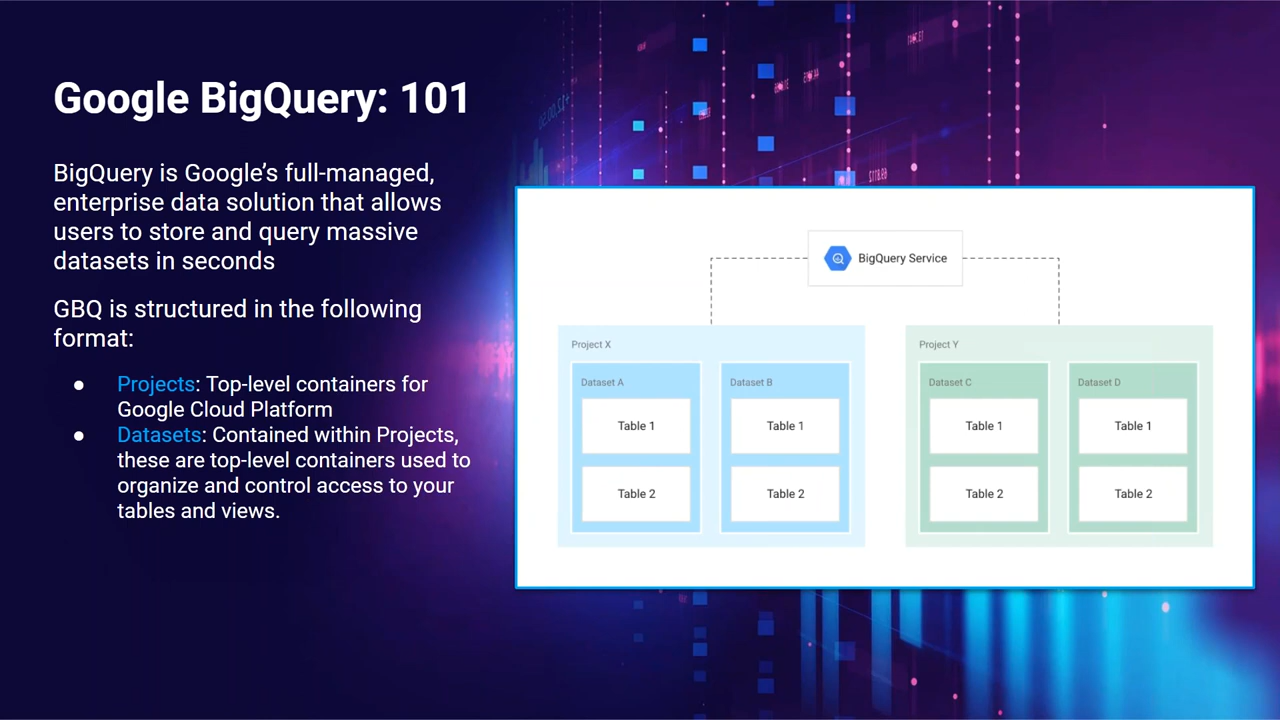 Google BigQuery: 101
BigQuery is Google’s full-managed,
enterprise data solution that allows
users to store and query massive
datasets in seconds
GBQ is structured in the following
format:
● Projects: Top-level containers for
Google Cloud Platform
● Datasets: Contained within Projects,
these are top-level containers used to
organize and control access to your
tables and views.
BigQuery Service
Project X
Dataset A
Table 1
Table 2
Dataset B
Table 1
Table 2
Project Y
Dataset C
Table 1
Table 2
Dataset D
Table 1
Table 2